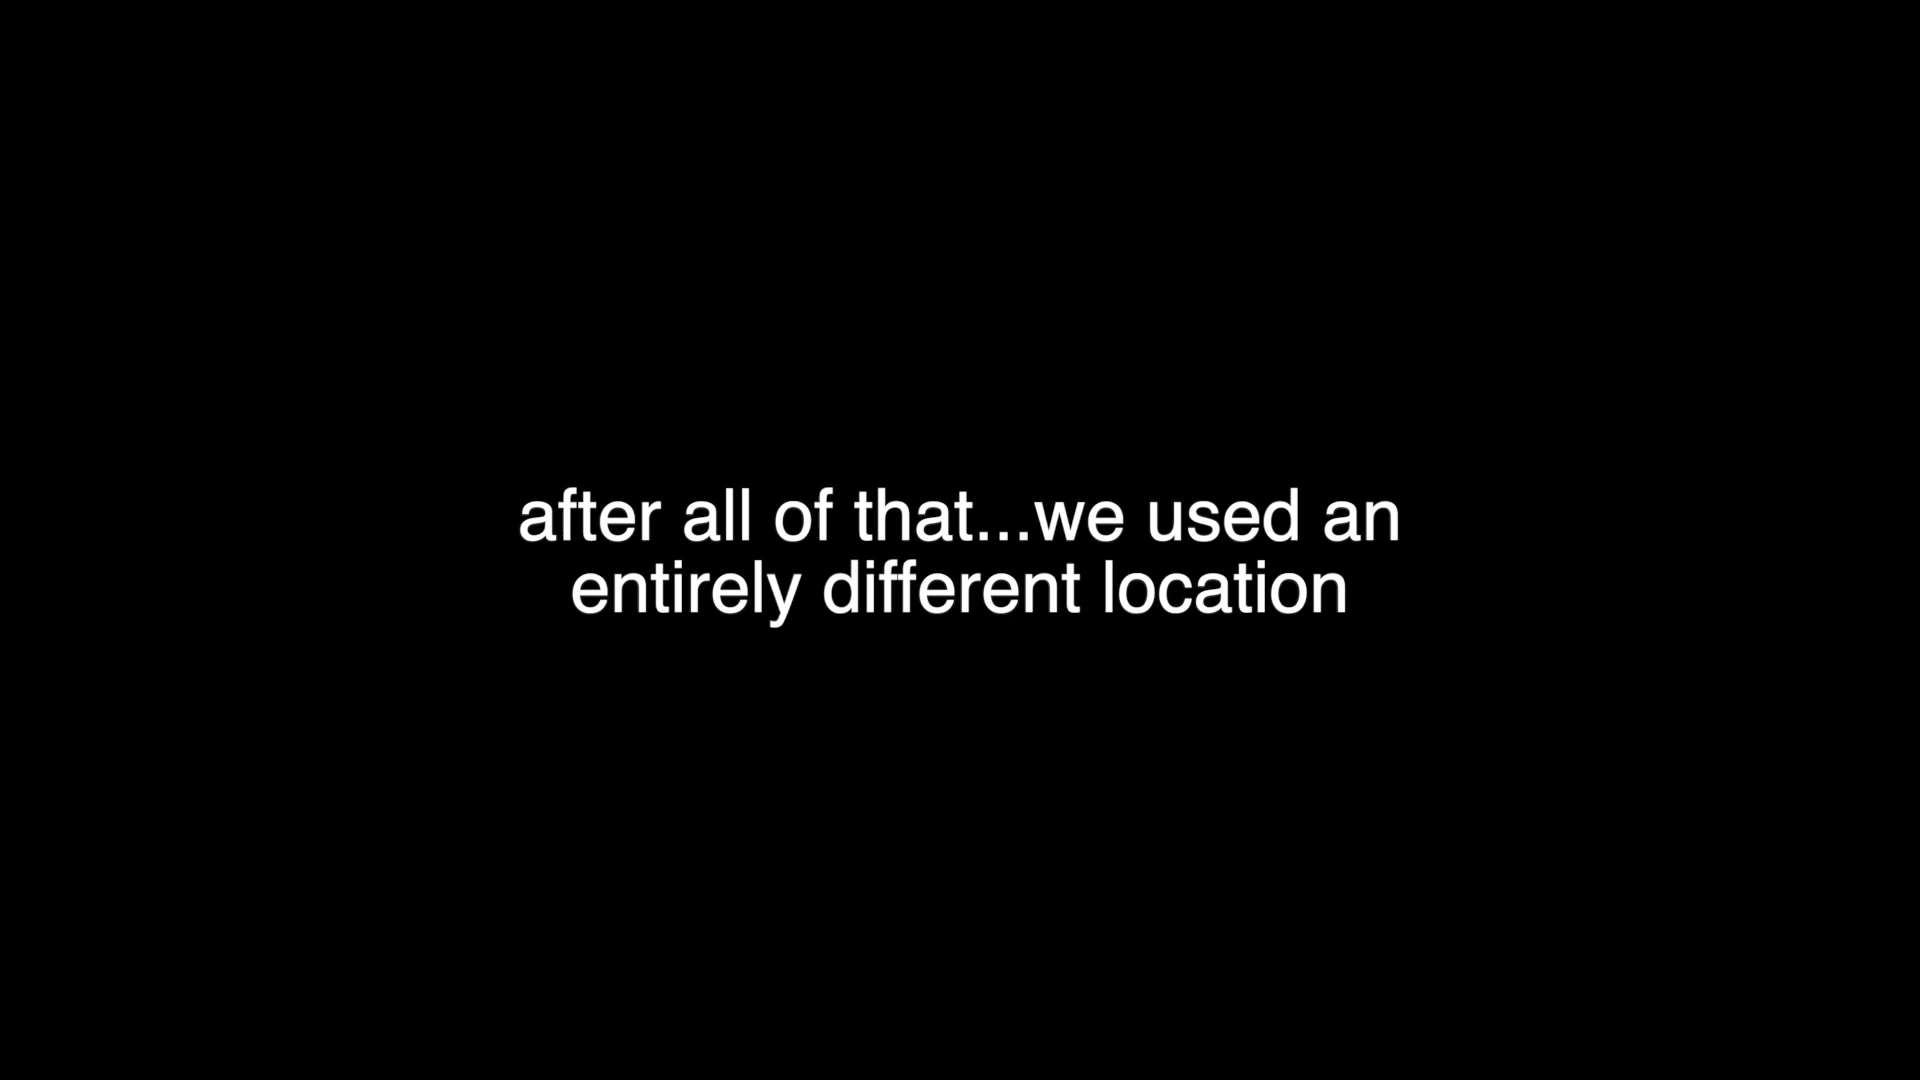 after all of that...we used an
entirely different location